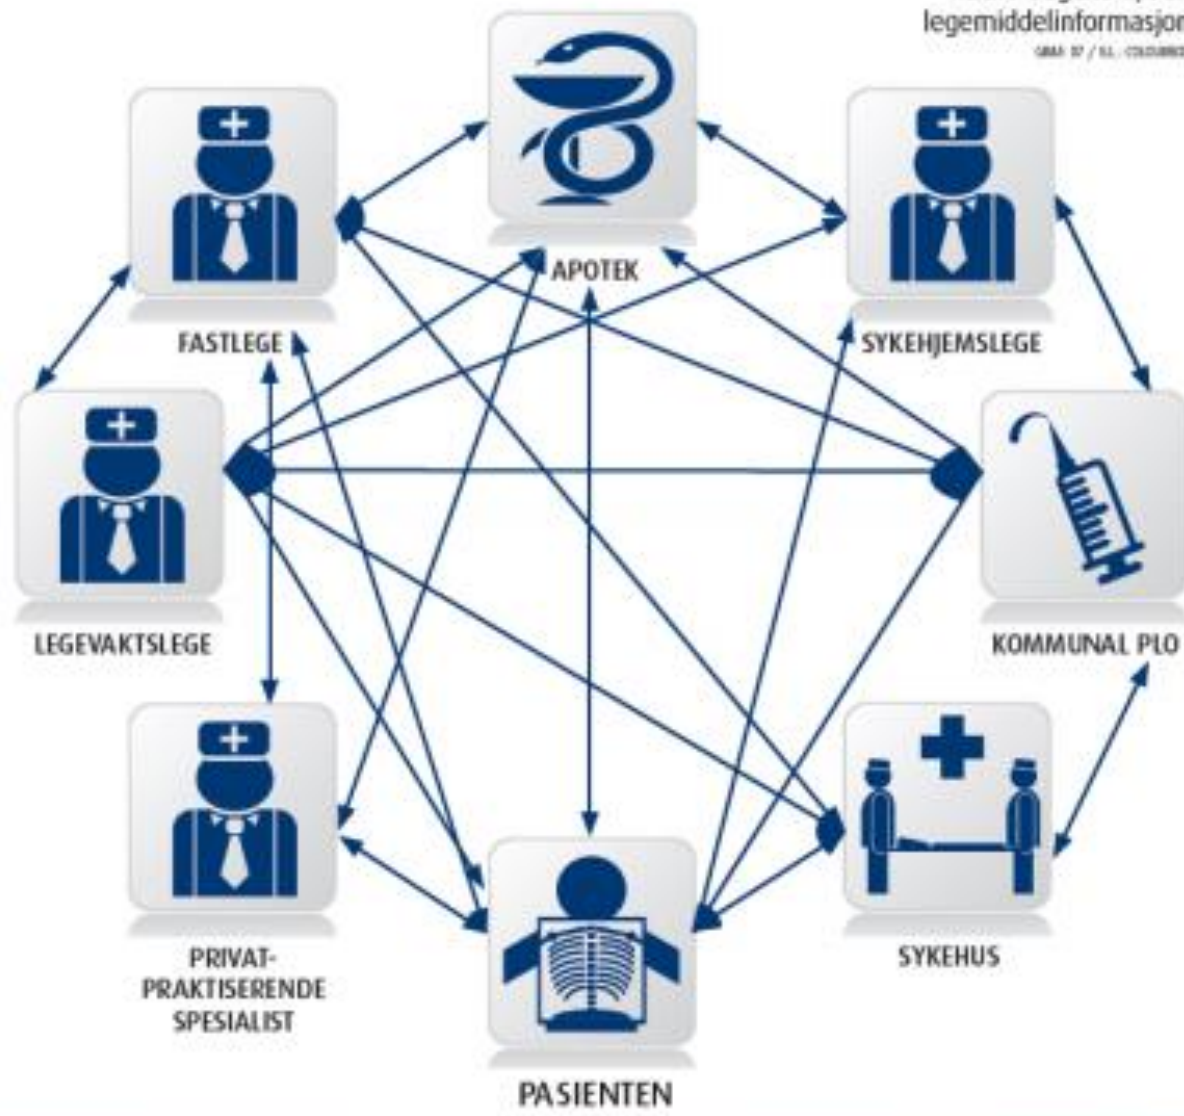 legemiddelinformasjon
APOTEK
FASTLEGE
SYKEHJEMSLEGE
LEGEVAKTSLEGE
KOMMUNAL PLO
PRIVAT-
PRAKTISERENDE
SPESIALIST
SYKEHUS
PASIENTEN